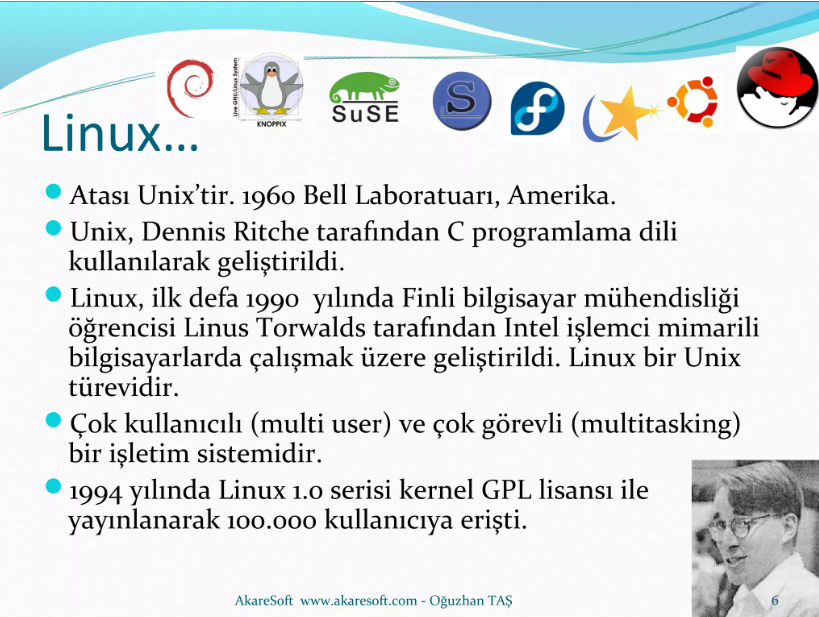 Live GNU/Linux System
KNOPPIX
SuSE
S
Linux...
Atası Unix’tir. 1960 Bell Laboratuarı, Amerika.
Unix, Dennis Ritche tarafından C programlama dili
kullanılarak geliştirildi.
Linux, ilk defa 1990  yılında Finli bilgisayar mühendisliği
öğrencisi Linus Torwalds tarafından Intel işlemci mimarili
bilgisayarlarda çalışmak üzere geliştirildi. Linux bir Unix
türevidir.
Çok kullanıcılı (multi user) ve çok görevli (multitasking)
bir işletim sistemidir.
1994 yılında Linux 1.0 serisi kernel GPL lisansı ile
yayınlanarak 100.000 kullanıcıya erişti.
AkareSoft  www.akaresoft.com - Oğuzhan TAŞ
6